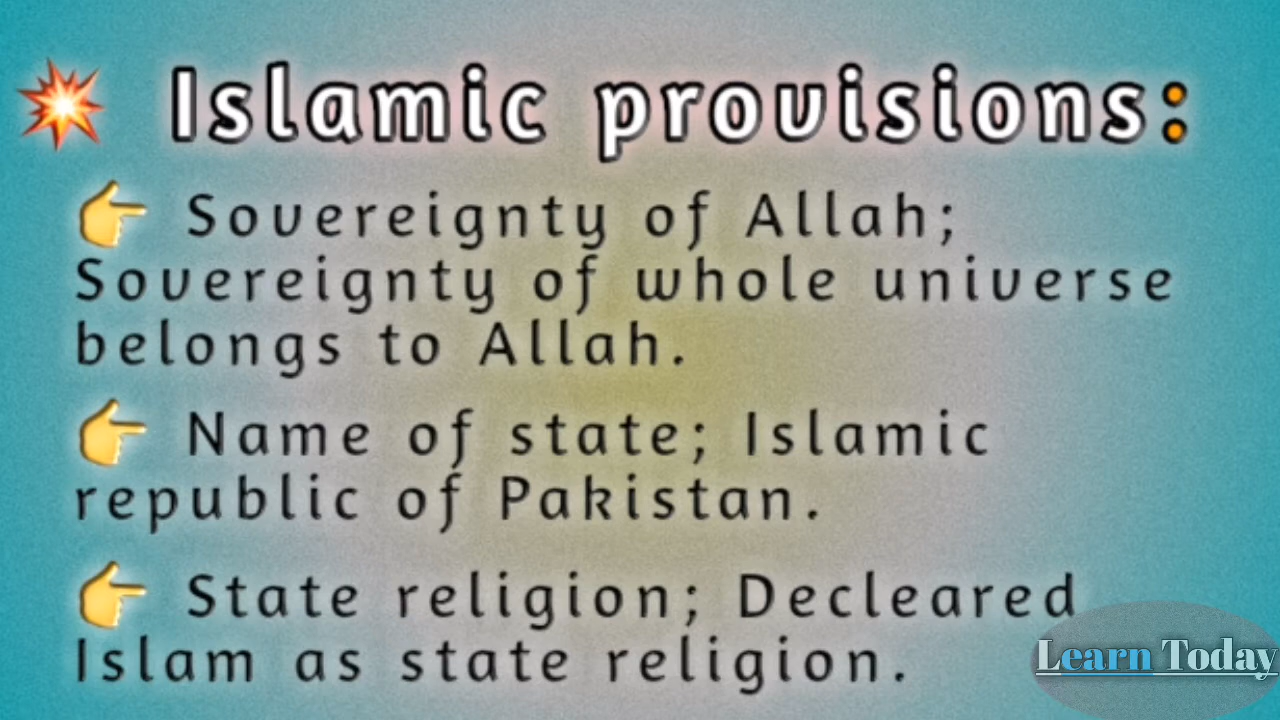 Islamic provisions:
Sovereignty of Allah;
Sovereignty of whole universe
belongs to Allah.
Name of state; Islamic
republic of Pakistan.
State religion; Decleared
Islam as state religion.
Learn Today